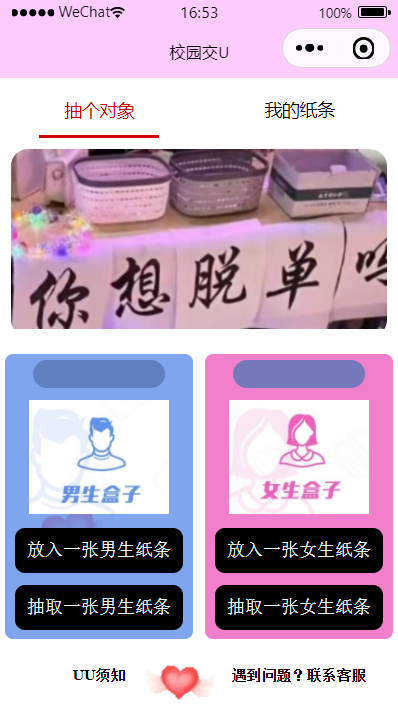 WeChat 16:53 100%
校园交U
抽个对象 我的纸条
你想脱单吗
男生盒子 女生盒子
放入一张男生纸条 放入一张女生纸条
抽取一张男生纸条 抽取一张女生纸条
UU须知 遇到问题？联系客服